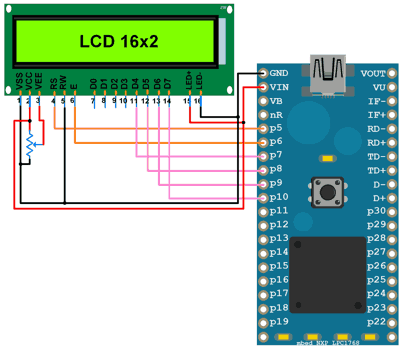 LCD 16x2
VSS VCC VEE RS RW E D0 D1 D2 D3 D4 D5 D6 D7 LED+ LED-
1 2 3 4 5 6 7 8 9 10 11 12 13 14 15 16
GND VOUT
VIN VU
VB IF-
nR IF+
p5 RD-
p6 RD+
p7 TD-
p8 TD+
p9 D-
p10 D+
p11 p30
p12 p29
p13 p28
p14 p27
p15 p26
p16 p25
p17 p24
p18 p23
p19 p22
mbed NXP LPC1768